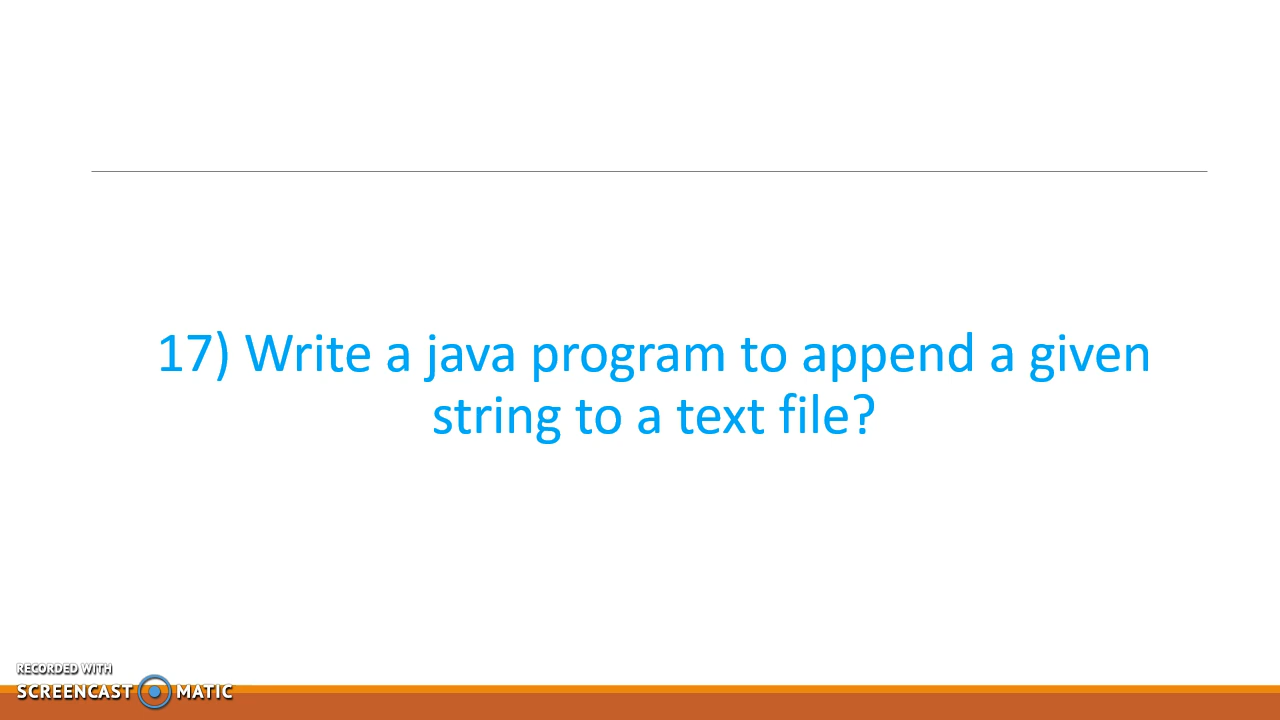 17) Write a java program to append a given
string to a text file?
RECORDED WITH
SCREENCAST MATIC